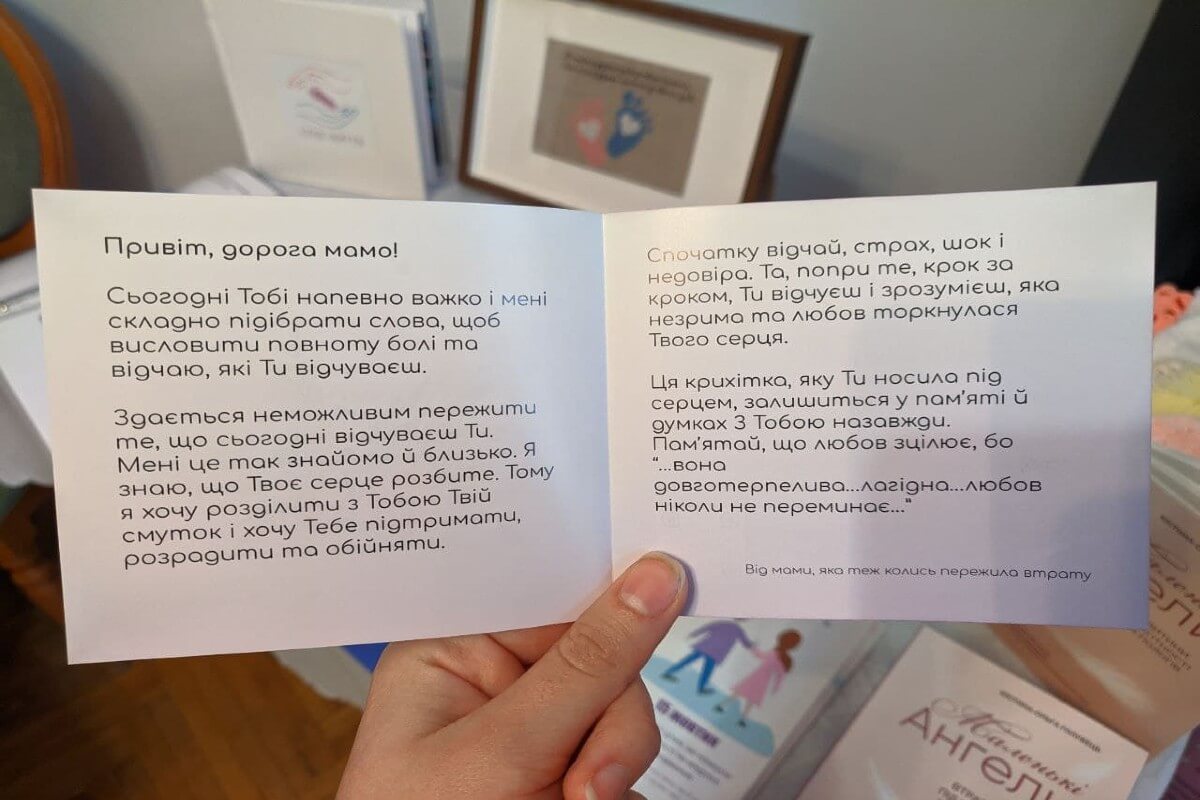 Привіт, дорога мамо!
Сьогодні Тобі напевно важко і мені
складно підібрати слова, щоб
висловити повноту болі та
відчаю, які Ти відчуваєш.
Здається неможливим пережити
те, що сьогодні відчуваєш Ти.
Мені це так знайомо й близько. Я
знаю, що Твоє серце розбите. Тому
я хочу розділити з Тобою Твій
смуток і хочу Тебе підтримати,
розрадити та обійняти.
Спочатку відчай, страх, шок і
недовіра. Та, попри те, крок за
кроком, Ти відчуєш і зрозумієш, яка
незрима та любов торкнулася
Твого серця.
Ця крихітка, яку Ти носила під
серцем, залишиться у пам’яті й
думках З Тобою назавжди.
Пам’ятай, що любов зцілює, бо
“...вона
довготерпелива...лагідна...любов
ніколи не переминає...“
Від мами, яка теж колись пережила втрату
15 жовтня
Маленькі